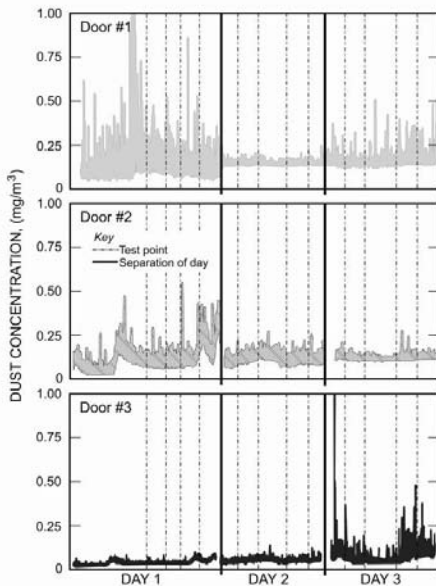 DUST CONCENTRATION, (mg/m³)
1.00
Door #1
0.75
0.50
0.25
0
1.00
Door #2
Key
Test point
Separation of day
0.75
0.50
0.25
0
1.00
Door #3
0.75
0.50
0.25
0
DAY 1
DAY 2
DAY 3